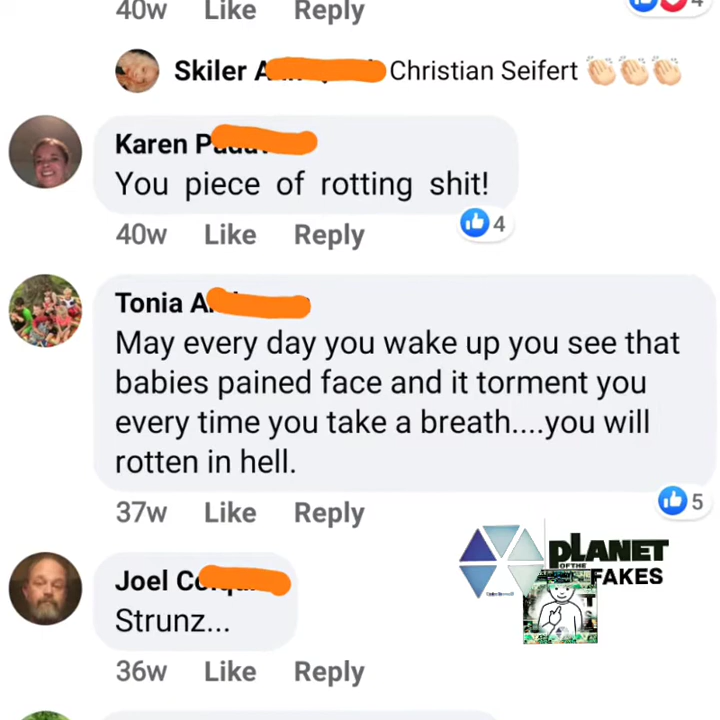 40w Like Reply
4
Skiler Christian Seifert 👏🏻👏🏻👏🏻
Karen
You piece of rotting shit!
40w Like Reply 4
Tonia
May every day you wake up you see that
babies pained face and it torment you
every time you take a breath....you will
rotten in hell.
37w Like Reply 5
PLANET
OF THE
FAKES
Joel
Strunz...
36w Like Reply